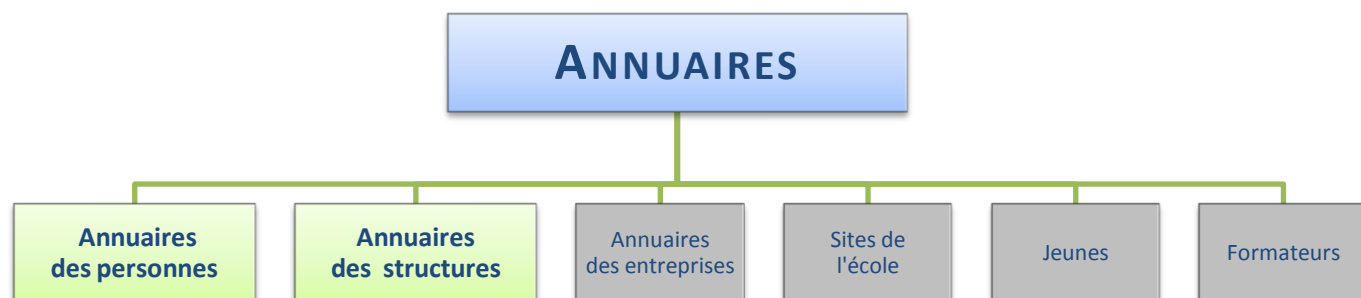 ANNUAIRES
Annuaires
des personnes
Annuaires
des structures
Annuaires
des entreprises
Sites de
l'école
Jeunes
Formateurs